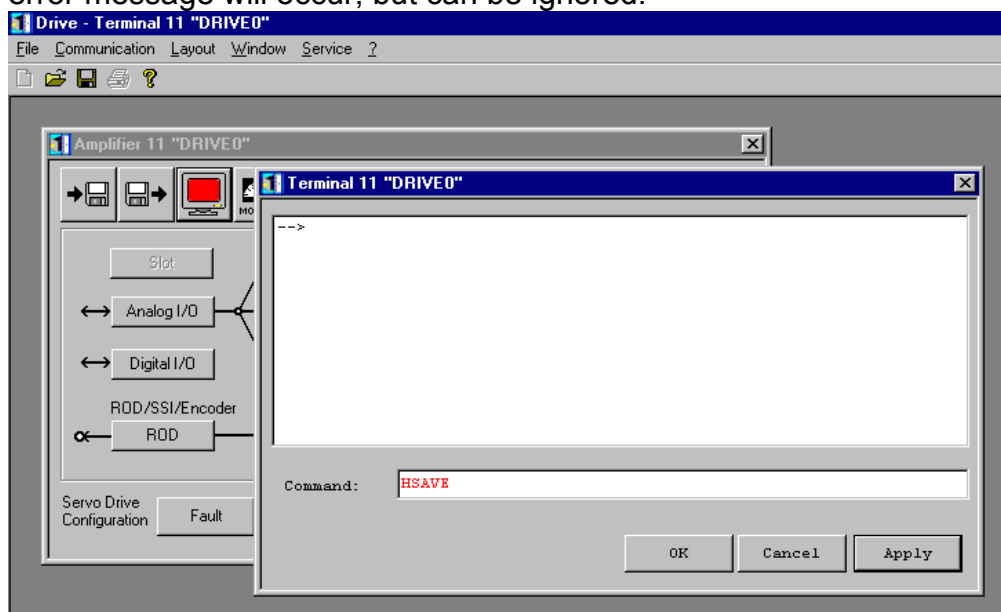 error message will occur, but can be ignored.
Drive - Terminal 11 "DRIVE0"
File Communication Layout Window Service ?
Amplifier 11 "DRIVE0"
Terminal 11 "DRIVE0"
MO
-->
Slot
Analog I/O
Digital I/O
ROD/SSI/Encoder
ROD
Command: HSAVE
Servo Drive
Configuration
Fault
OK Cancel Apply